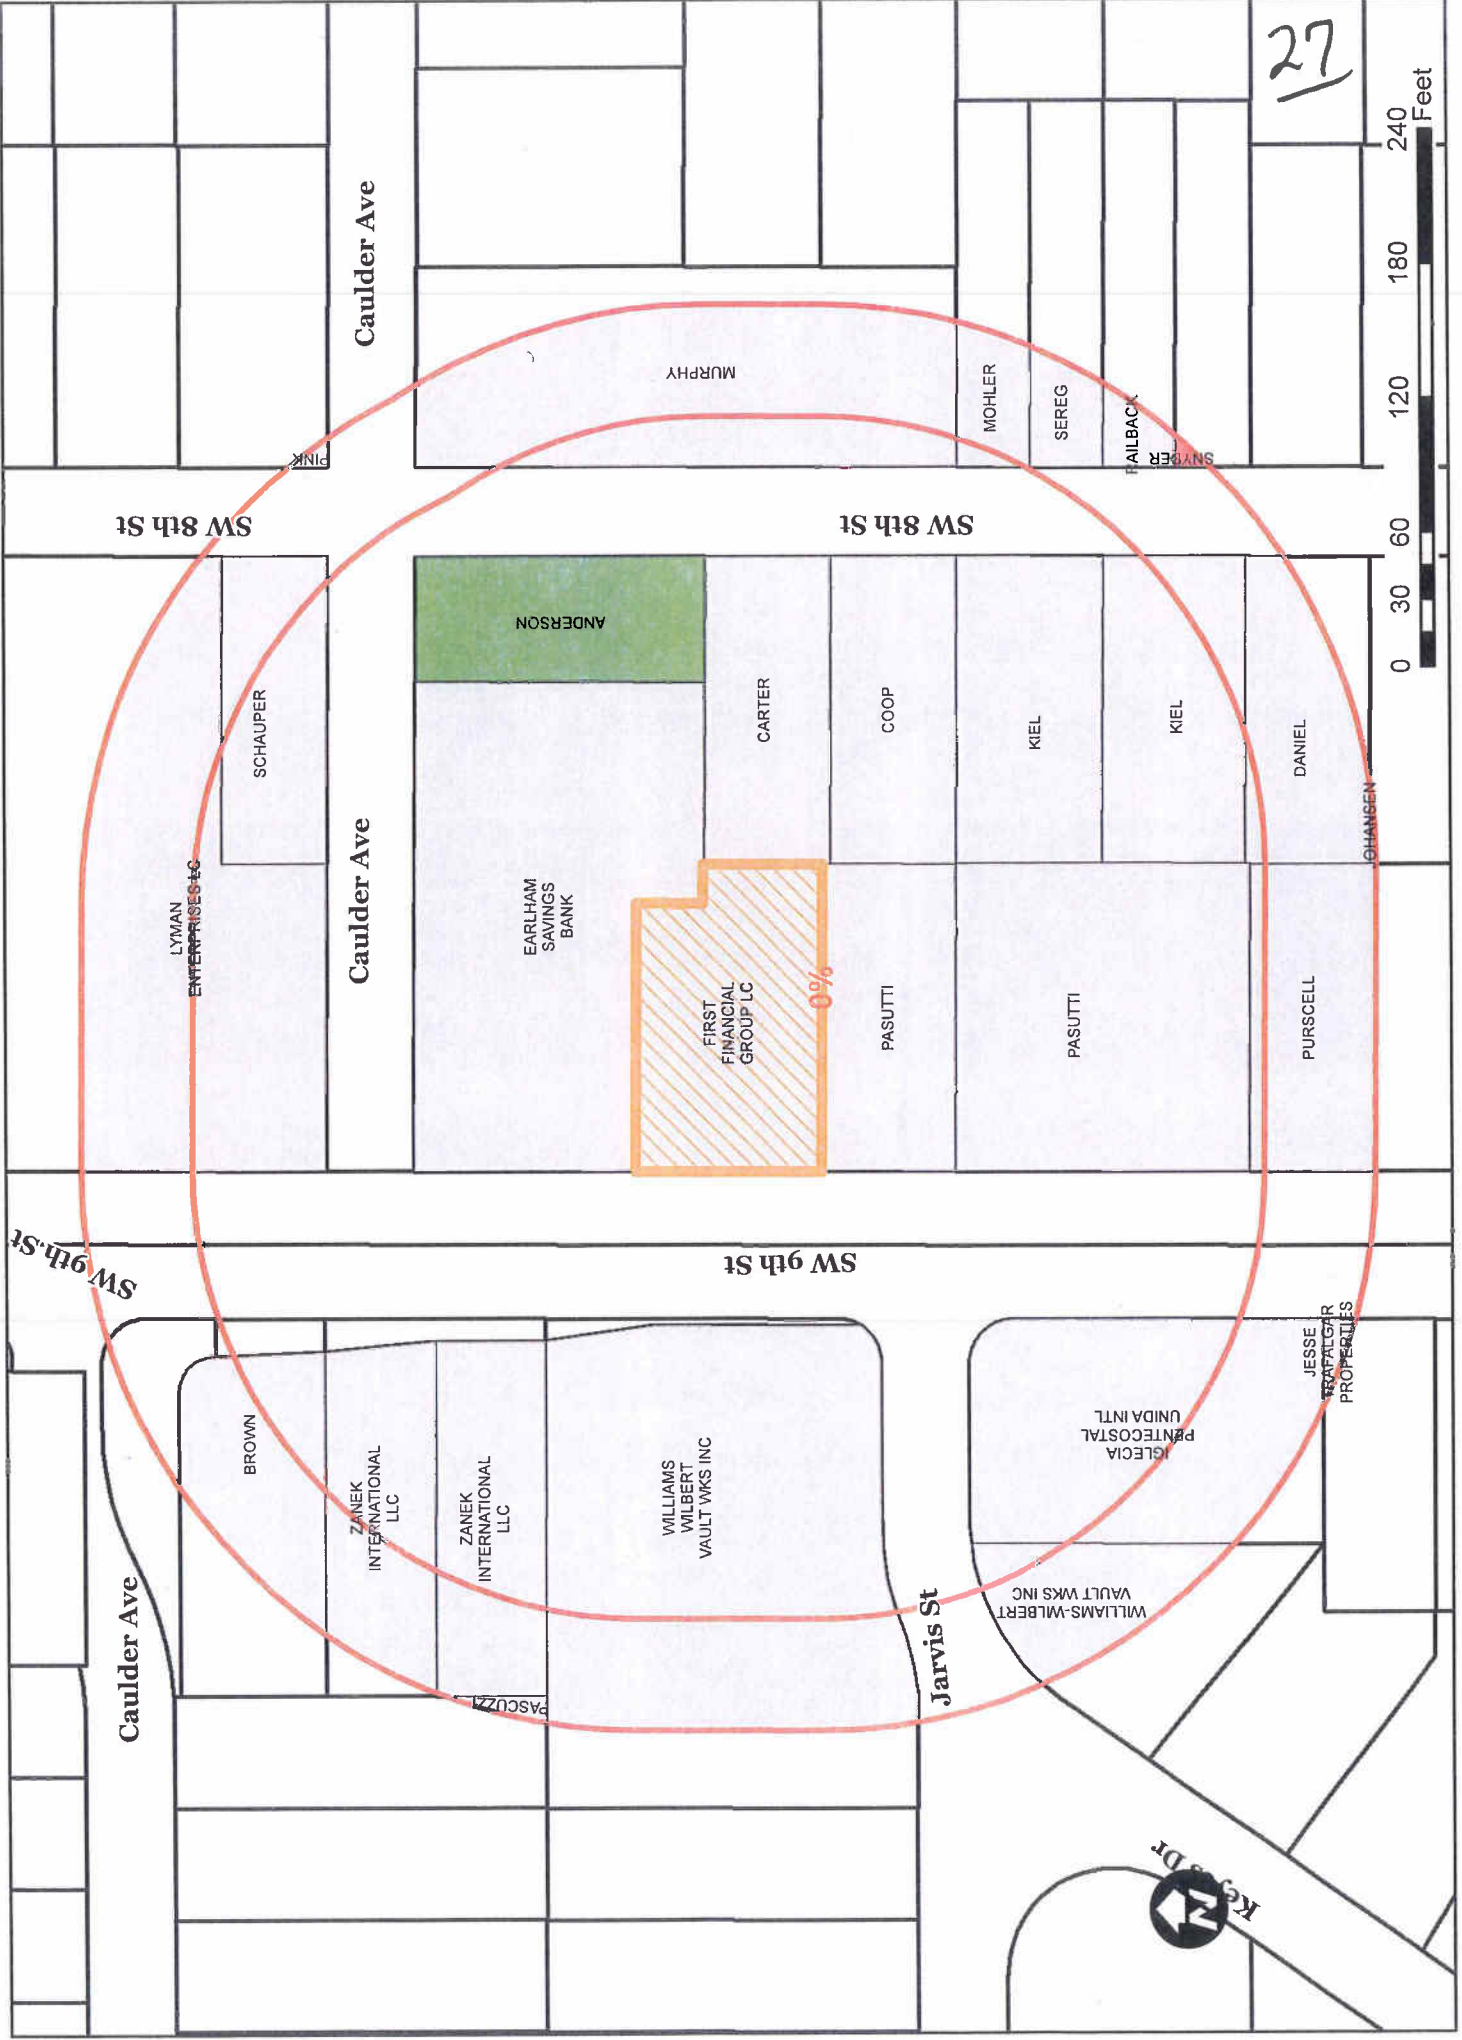 27
Caulder Ave
PINK
MURPHY
MOHLER
SEREG
RAILBACK
SNYDER
SW 8th St
SW 8th St
SCHAUPER
ANDERSON
CARTER
COOP
KIEL
KIEL
DANIEL
JOHANSEN
LYMAN
ENTERPRISES LC
Caulder Ave
EARLHAM
SAVINGS
BANK
FIRST
FINANCIAL
GROUP LC
0%
PASUTTI
PASUTTI
PURSCELL
SW 9th St
SW 9th St
SW 9th St
BROWN
ZANEK
INTERNATIONAL
LLC
ZANEK
INTERNATIONAL
LLC
WILLIAMS
WILBERT
VAULT WKS INC
IGLECIA
PENTECOSTAL
UNIDA INTL
JESSE
TRAFALGAR
PROPERTIES
WILLIAMS-WILBERT
VAULT WKS INC
PASCUZZI
Caulder Ave
Jarvis St
Keyes Dr
N
0 30 60 120 180 240
Feet